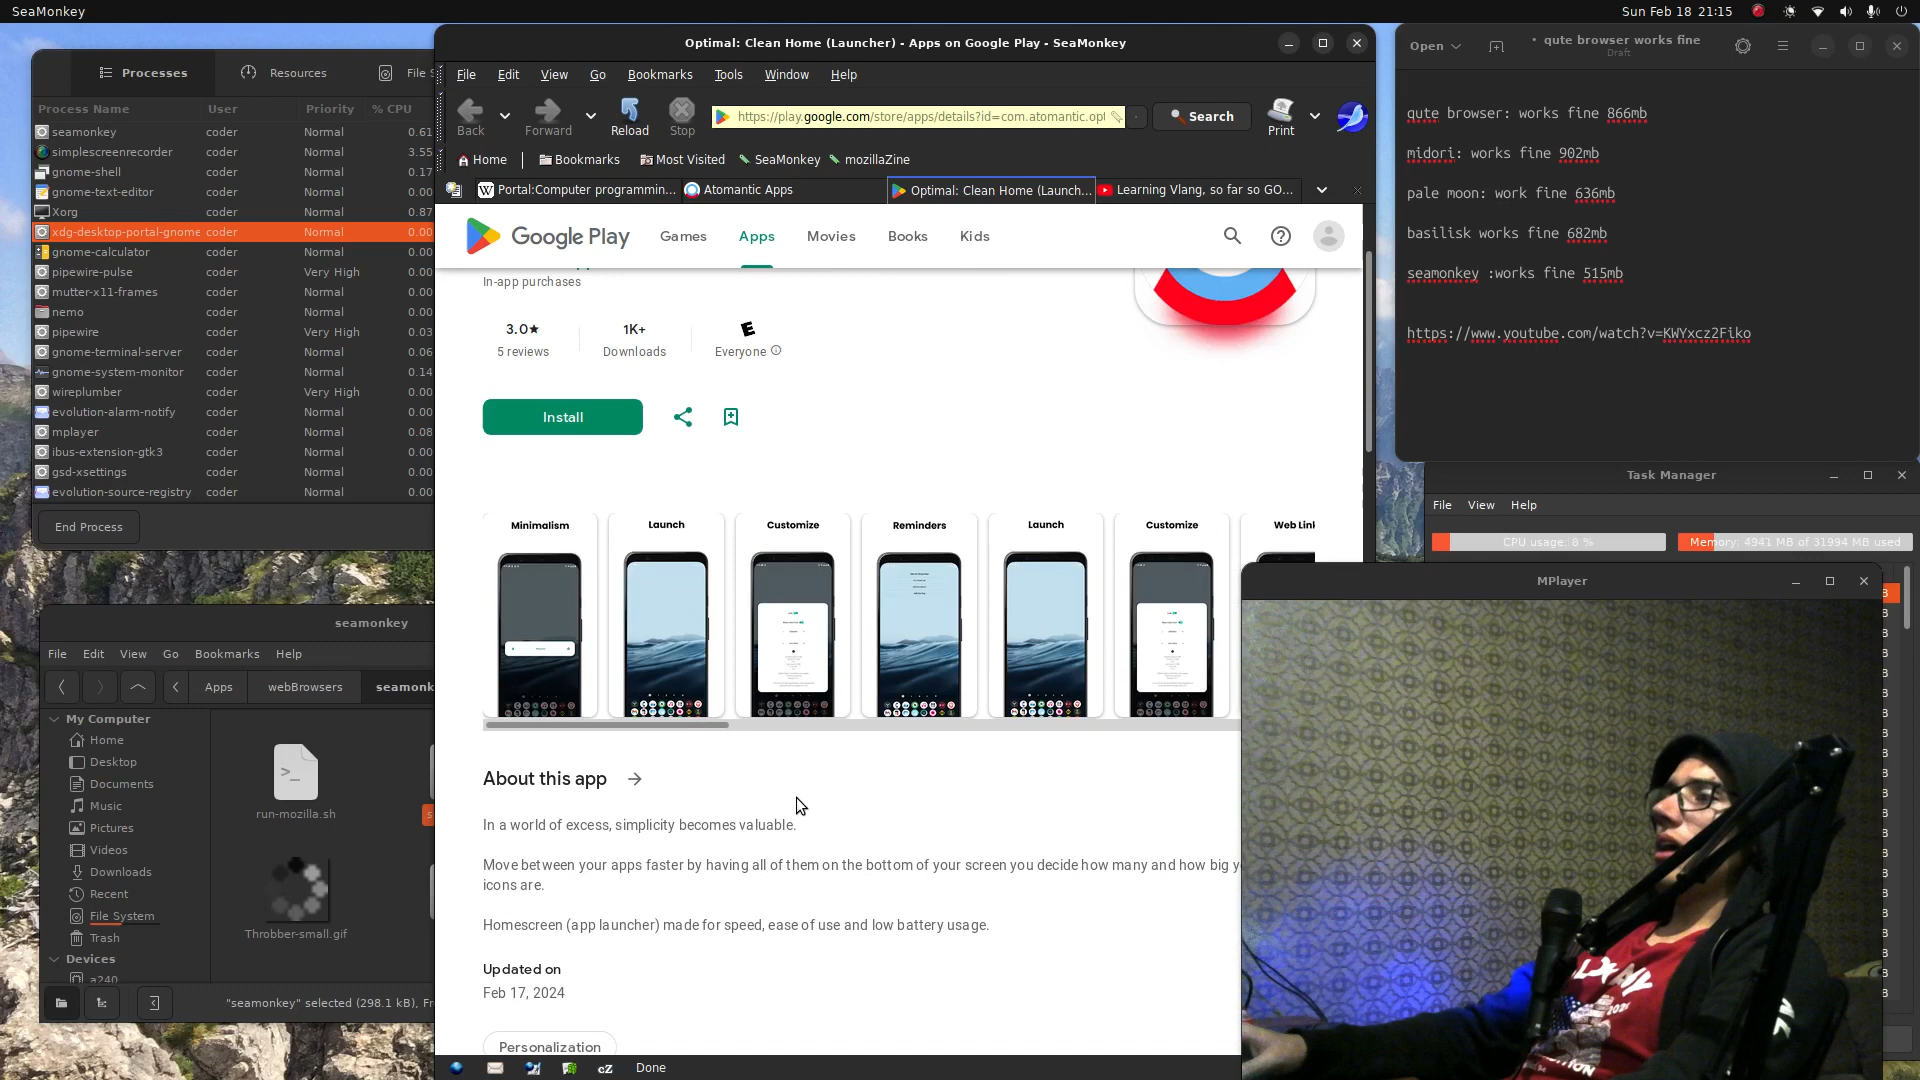 SeaMonkey
Sun Feb 18 21:15
Processes
Resources
File S
Process Name User Priority % CPU
seamonkey coder Normal 0.61
simplescreenrecorder coder Normal 3.55
gnome-shell coder Normal 0.17
gnome-text-editor coder Normal 0.00
Xorg coder Normal 0.87
xdg-desktop-portal-gnome coder Normal 0.00
gnome-calculator coder Normal 0.00
pipewire-pulse coder Very High 0.00
mutter-x11-frames coder Normal 0.00
nemo coder Normal 0.00
pipewire coder Very High 0.03
gnome-terminal-server coder Normal 0.06
gnome-system-monitor coder Normal 0.14
wireplumber coder Very High 0.00
evolution-alarm-notify coder Normal 0.00
mplayer coder Normal 0.08
ibus-extension-gtk3 coder Normal 0.00
gsd-xsettings coder Normal 0.00
evolution-source-registry coder Normal 0.00
End Process
seamonkey
File Edit View Go Bookmarks Help
Apps webBrowsers seamonk
My Computer
Home
Desktop
Documents
Music
Pictures
Videos
Downloads
Recent
File System
Trash
Devices
a240
run-mozilla.sh
Throbber-small.gif
"seamonkey" selected (298.1 kB), Fr
Optimal: Clean Home (Launcher) - Apps on Google Play - SeaMonkey
File Edit View Go Bookmarks Tools Window Help
Back Forward Reload Stop
https://play.google.com/store/apps/details?id=com.atomantic.opt
Search
Print
Home Bookmarks Most Visited SeaMonkey mozillaZine
Portal:Computer programmin...
Atomantic Apps
Optimal: Clean Home (Launch...
Learning Vlang, so far so GO...
Google Play Games Apps Movies Books Kids
In-app purchases
3.0★ 1K+ E
5 reviews Downloads Everyone
Install
Minimalism Launch Customize Reminders Launch Customize Web Link
About this app
In a world of excess, simplicity becomes valuable.
Move between your apps faster by having all of them on the bottom of your screen you decide how many and how big y
icons are.
Homescreen (app launcher) made for speed, ease of use and low battery usage.
Updated on
Feb 17, 2024
Personalization
cZ Done
Open
• qute browser works fine
Draft
qute browser: works fine 866mb
midori: works fine 902mb
pale moon: work fine 636mb
basilisk works fine 682mb
seamonkey :works fine 515mb
https://www.youtube.com/watch?v=KWYxcz2Fiko
Task Manager
File View Help
CPU usage: 8 %
Memory: 4941 MB of 31994 MB used
MPlayer